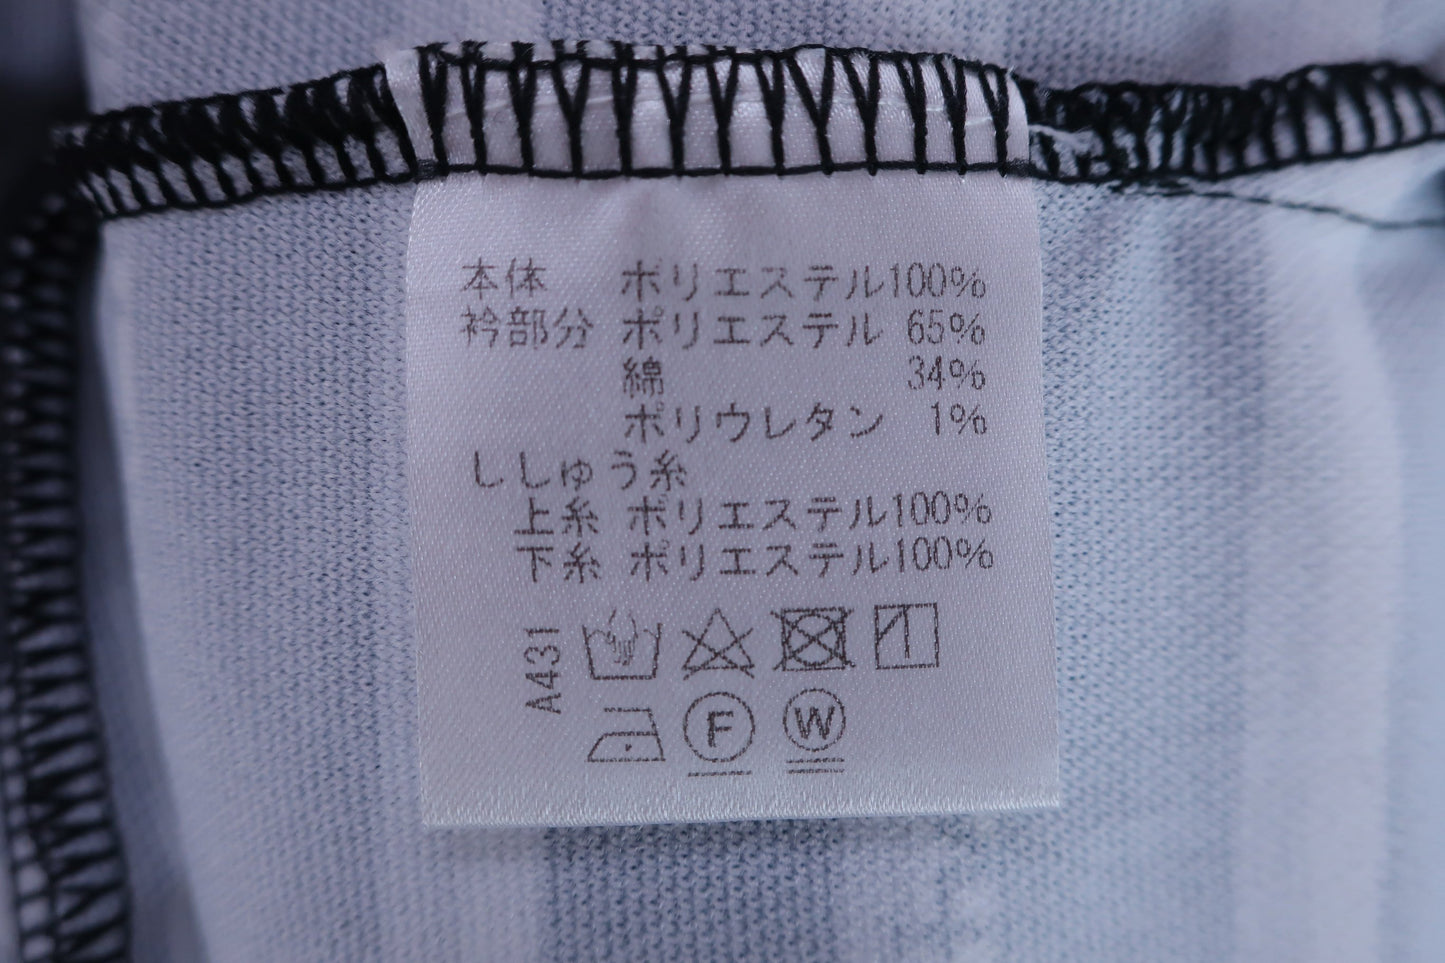 本体 ポリエステル100%
衿部分 ポリエステル 65%
綿 34%
ポリウレタン 1%
ししゅう糸
上糸 ポリエステル100%
下糸 ポリエステル100%
A431
F W